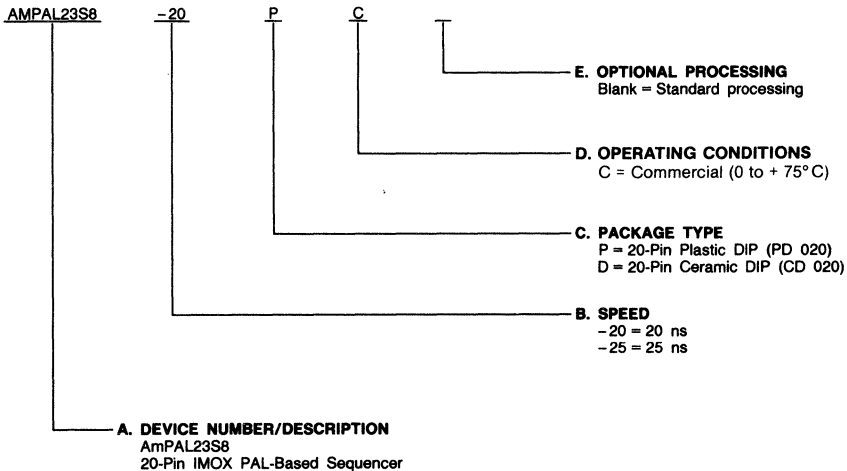 AMPAL23S8 -20 P C _
E. OPTIONAL PROCESSING
Blank = Standard processing
D. OPERATING CONDITIONS
C = Commercial (0 to + 75°C)
C. PACKAGE TYPE
P = 20-Pin Plastic DIP (PD 020)
D = 20-Pin Ceramic DIP (CD 020)
B. SPEED
-20 = 20 ns
-25 = 25 ns
A. DEVICE NUMBER/DESCRIPTION
AmPAL23S8
20-Pin IMOX PAL-Based Sequencer